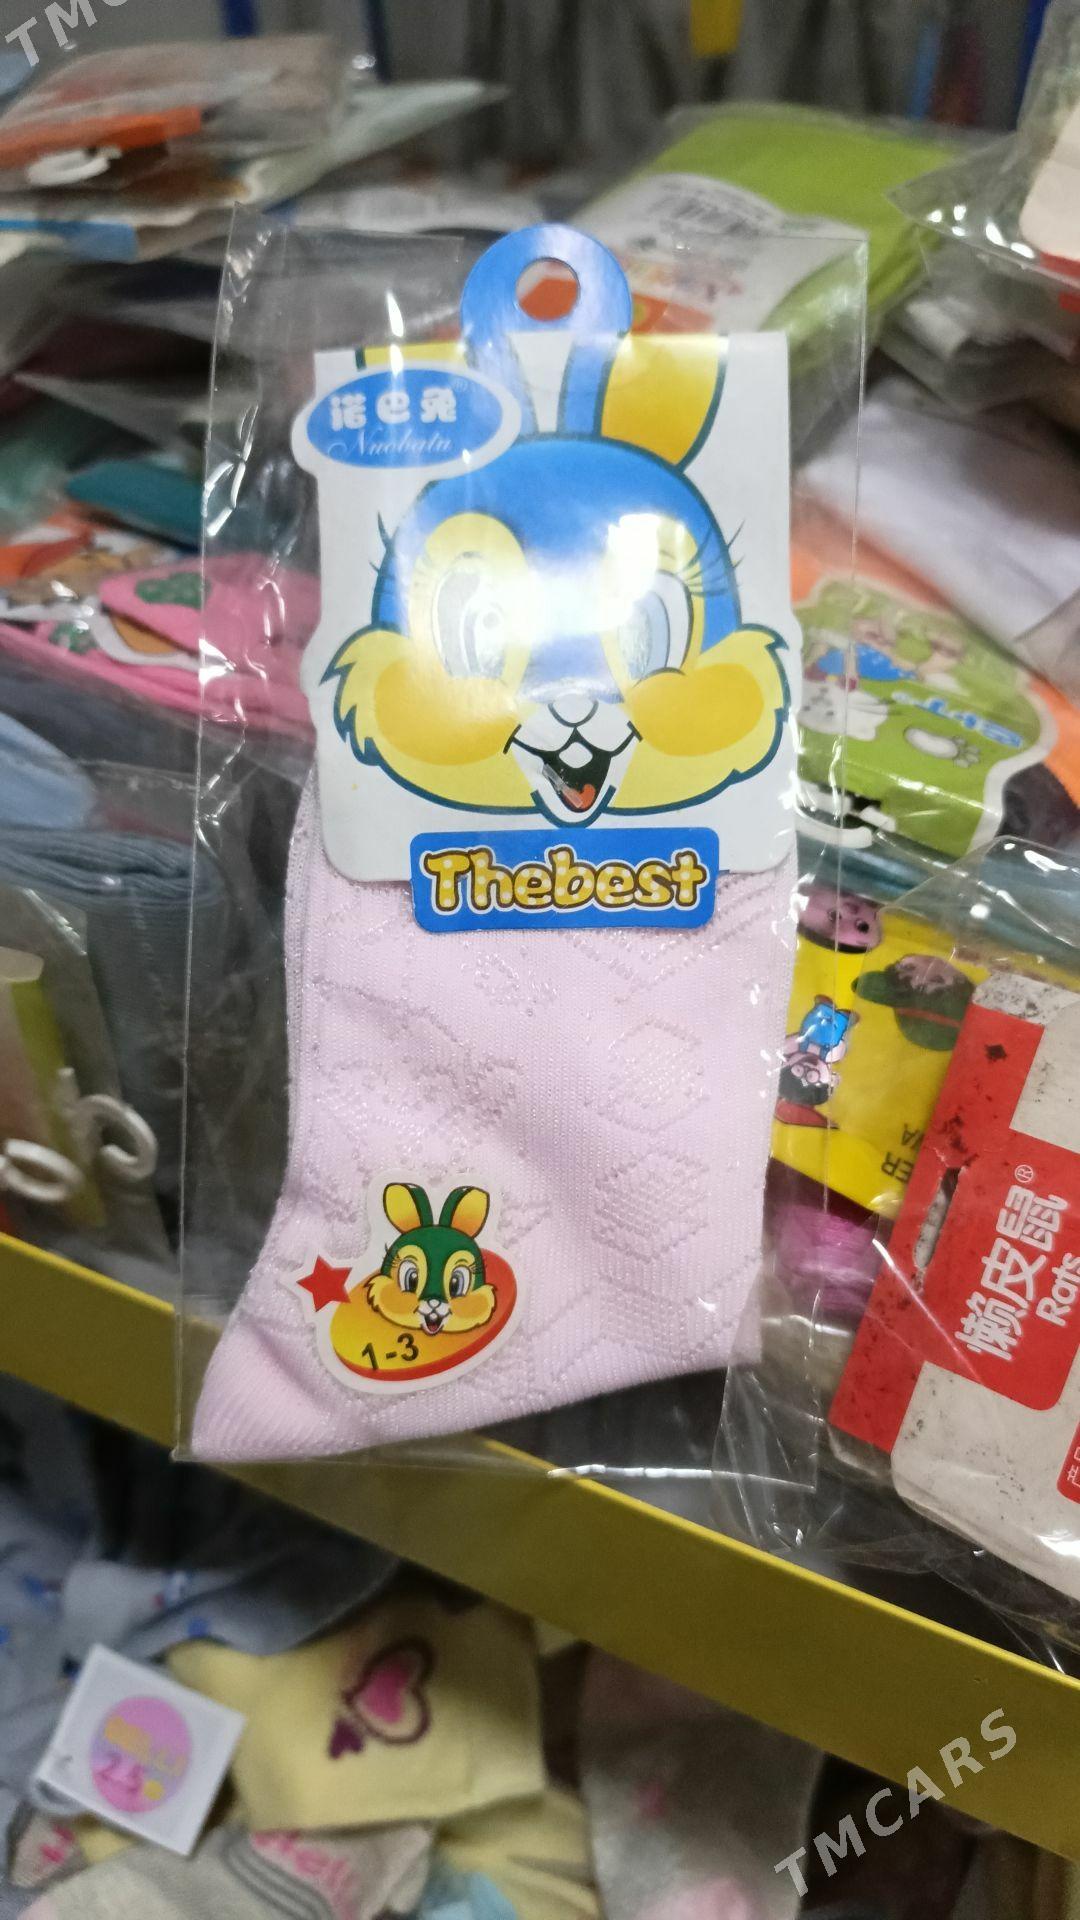 TMC
诺巴兔
Nuobatu
Thebest
1-3
懒皮鼠®
Rats
TMCARS